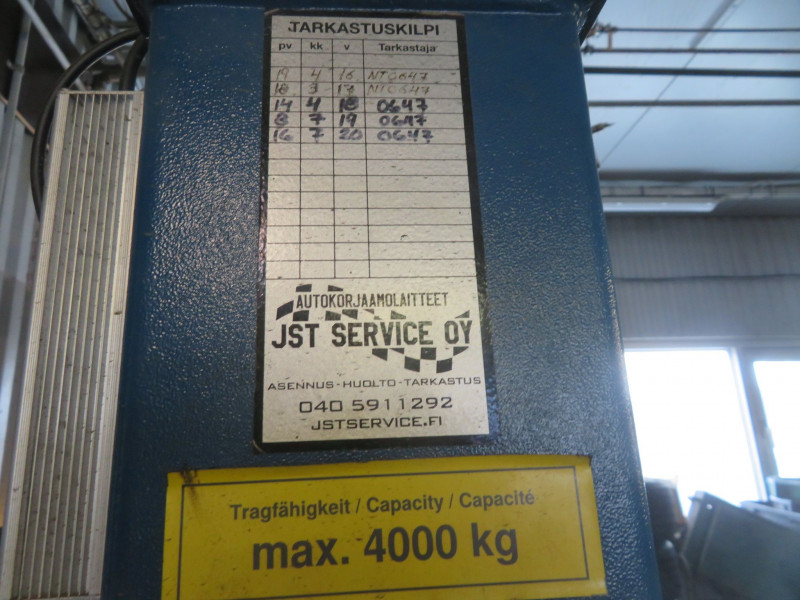 TARKASTUSKILPI
pv kk v Tarkastaja
19 4 16 NT0647
18 3 17 NT0647
14 4 18 0647
8 7 19 0647
16 7 20 0647
AUTOKORJAAMOLAITTEET
JST SERVICE OY
ASENNUS-HUOLTO-TARKASTUS
040 5911292
JSTSERVICE.FI
Tragfähigkeit / Capacity / Capacité
max. 4000 kg